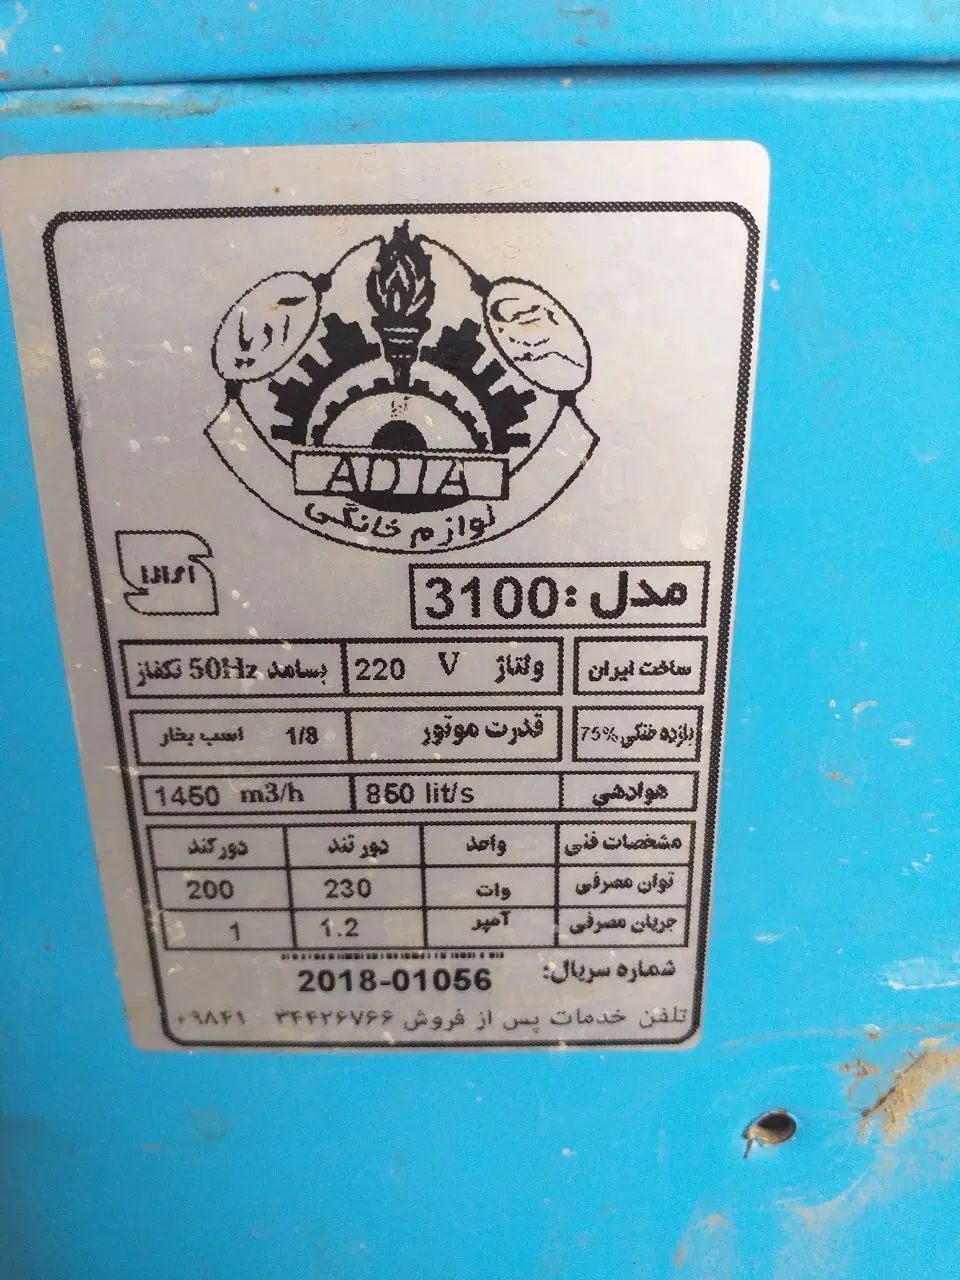 آدیا
ADIA
لوازم خانگی
مدل : 3100
ساخت ایران ولتاژ V 220 بسامد 50Hz تکفاز
بازده خنکی 75% قدرت موتور 1/8 اسب بخار
هوادهی 850 lit/s 1450 m3/h
مشخصات فنی واحد دور تند دور کند
توان مصرفی وات 230 200
جریان مصرفی آمپر 1.2 1
شماره سریال: 2018-01056
تلفن خدمات پس از فروش ۳۴۴۲۶۷۶۶ ۹۸۴۱+